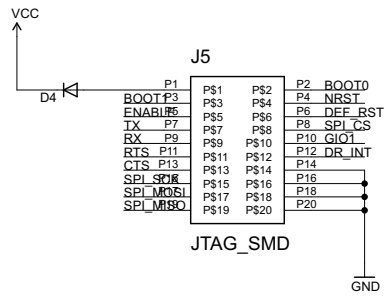 VCC
J5
D4 P1 P$1 P$2 P2 BOOT0
BOOT1 P3 P$3 P$4 P4 NRST
ENABLE P5 P$5 P$6 P6 DEF_RST
TX P7 P$7 P$8 P8 SPI_CS
RX P9 P$9 P$10 P10 GIO1
RTS P11 P$11 P$12 P12 DR_INT
CTS P13 P$13 P$14 P14
SPI_SCK P15 P$15 P$16 P16
SPI_MOSI P17 P$17 P$18 P18
SPI_MISO P19 P$19 P$20 P20
JTAG_SMD
GND